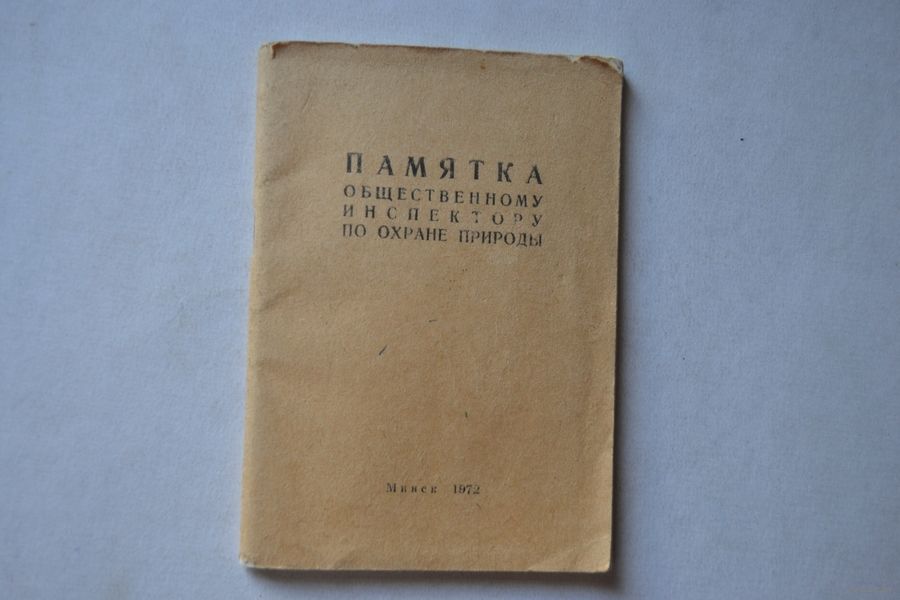 ПАМЯТКА
ОБЩЕСТВЕННОМУ
ИНСПЕКТОРУ
ПО ОХРАНЕ ПРИРОДЫ
Минск 1972